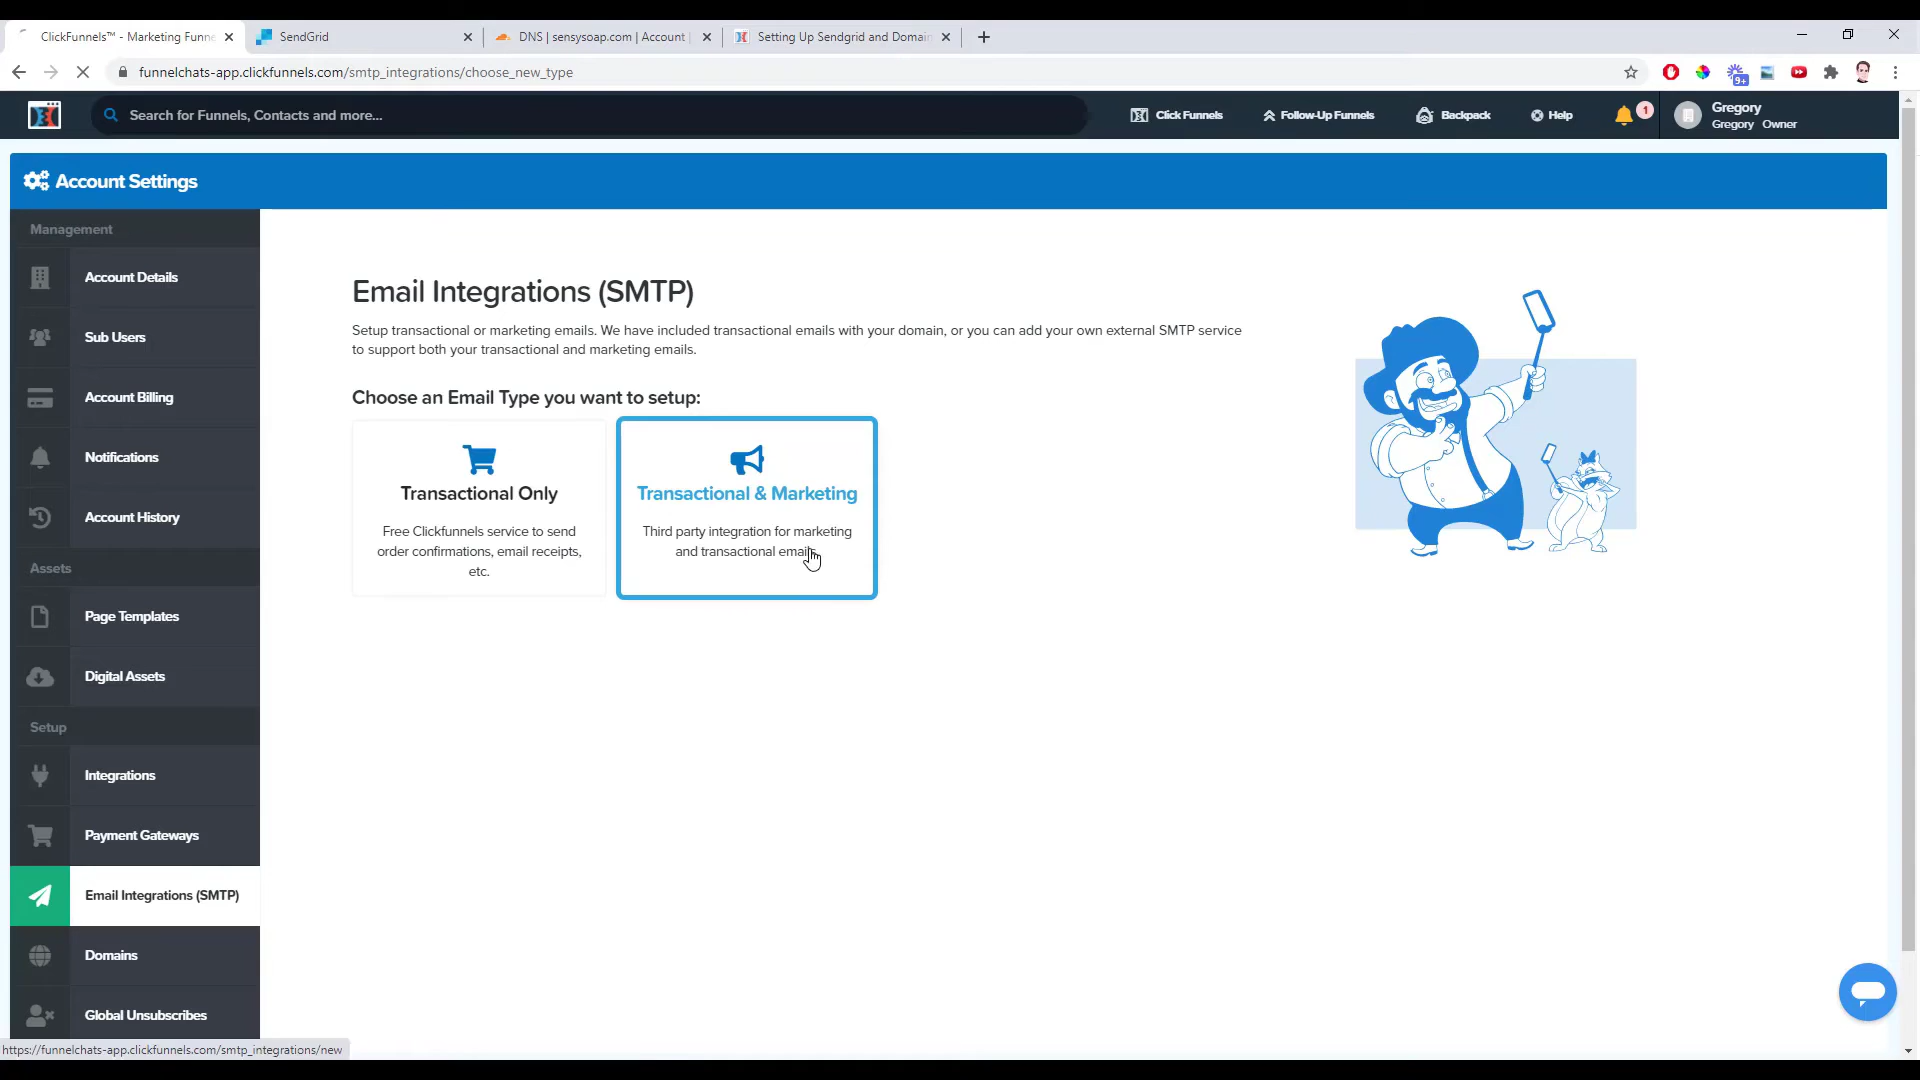 ClickFunnels™ - Marketing Funne
SendGrid
DNS | sensysoap.com | Account |
Setting Up Sendgrid and Domain
funnelchats-app.clickfunnels.com/smtp_integrations/choose_new_type
9+
Search for Funnels, Contacts and more...
Click Funnels
Follow-Up Funnels
Backpack
Help
1
Gregory
Gregory Owner
Account Settings
Management
Account Details
Sub Users
Account Billing
Notifications
Account History
Assets
Page Templates
Digital Assets
Setup
Integrations
Payment Gateways
Email Integrations (SMTP)
Domains
Global Unsubscribes
Email Integrations (SMTP)
Setup transactional or marketing emails. We have included transactional emails with your domain, or you can add your own external SMTP service
to support both your transactional and marketing emails.
Choose an Email Type you want to setup:
Transactional Only
Free Clickfunnels service to send
order confirmations, email receipts,
etc.
Transactional & Marketing
Third party integration for marketing
and transactional emails
https://funnelchats-app.clickfunnels.com/smtp_integrations/new